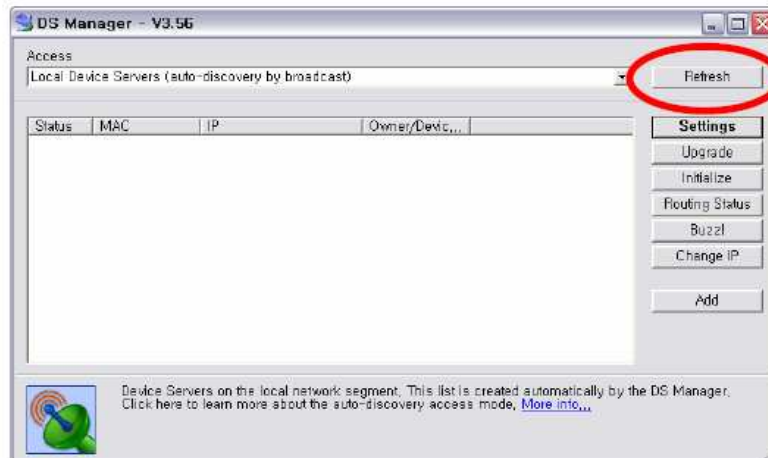 DS Manager - V3.56
Access
Local Device Servers (auto-discovery by broadcast)
Refresh
Status MAC IP Owner/Devic,,,
Settings
Upgrade
Initialize
Routing Status
Buzz!
Change IP
Add
Device Servers on the local network segment, This list is created automatically by the DS Manager,
Click here to learn more about the auto-discovery access mode, More info,,,